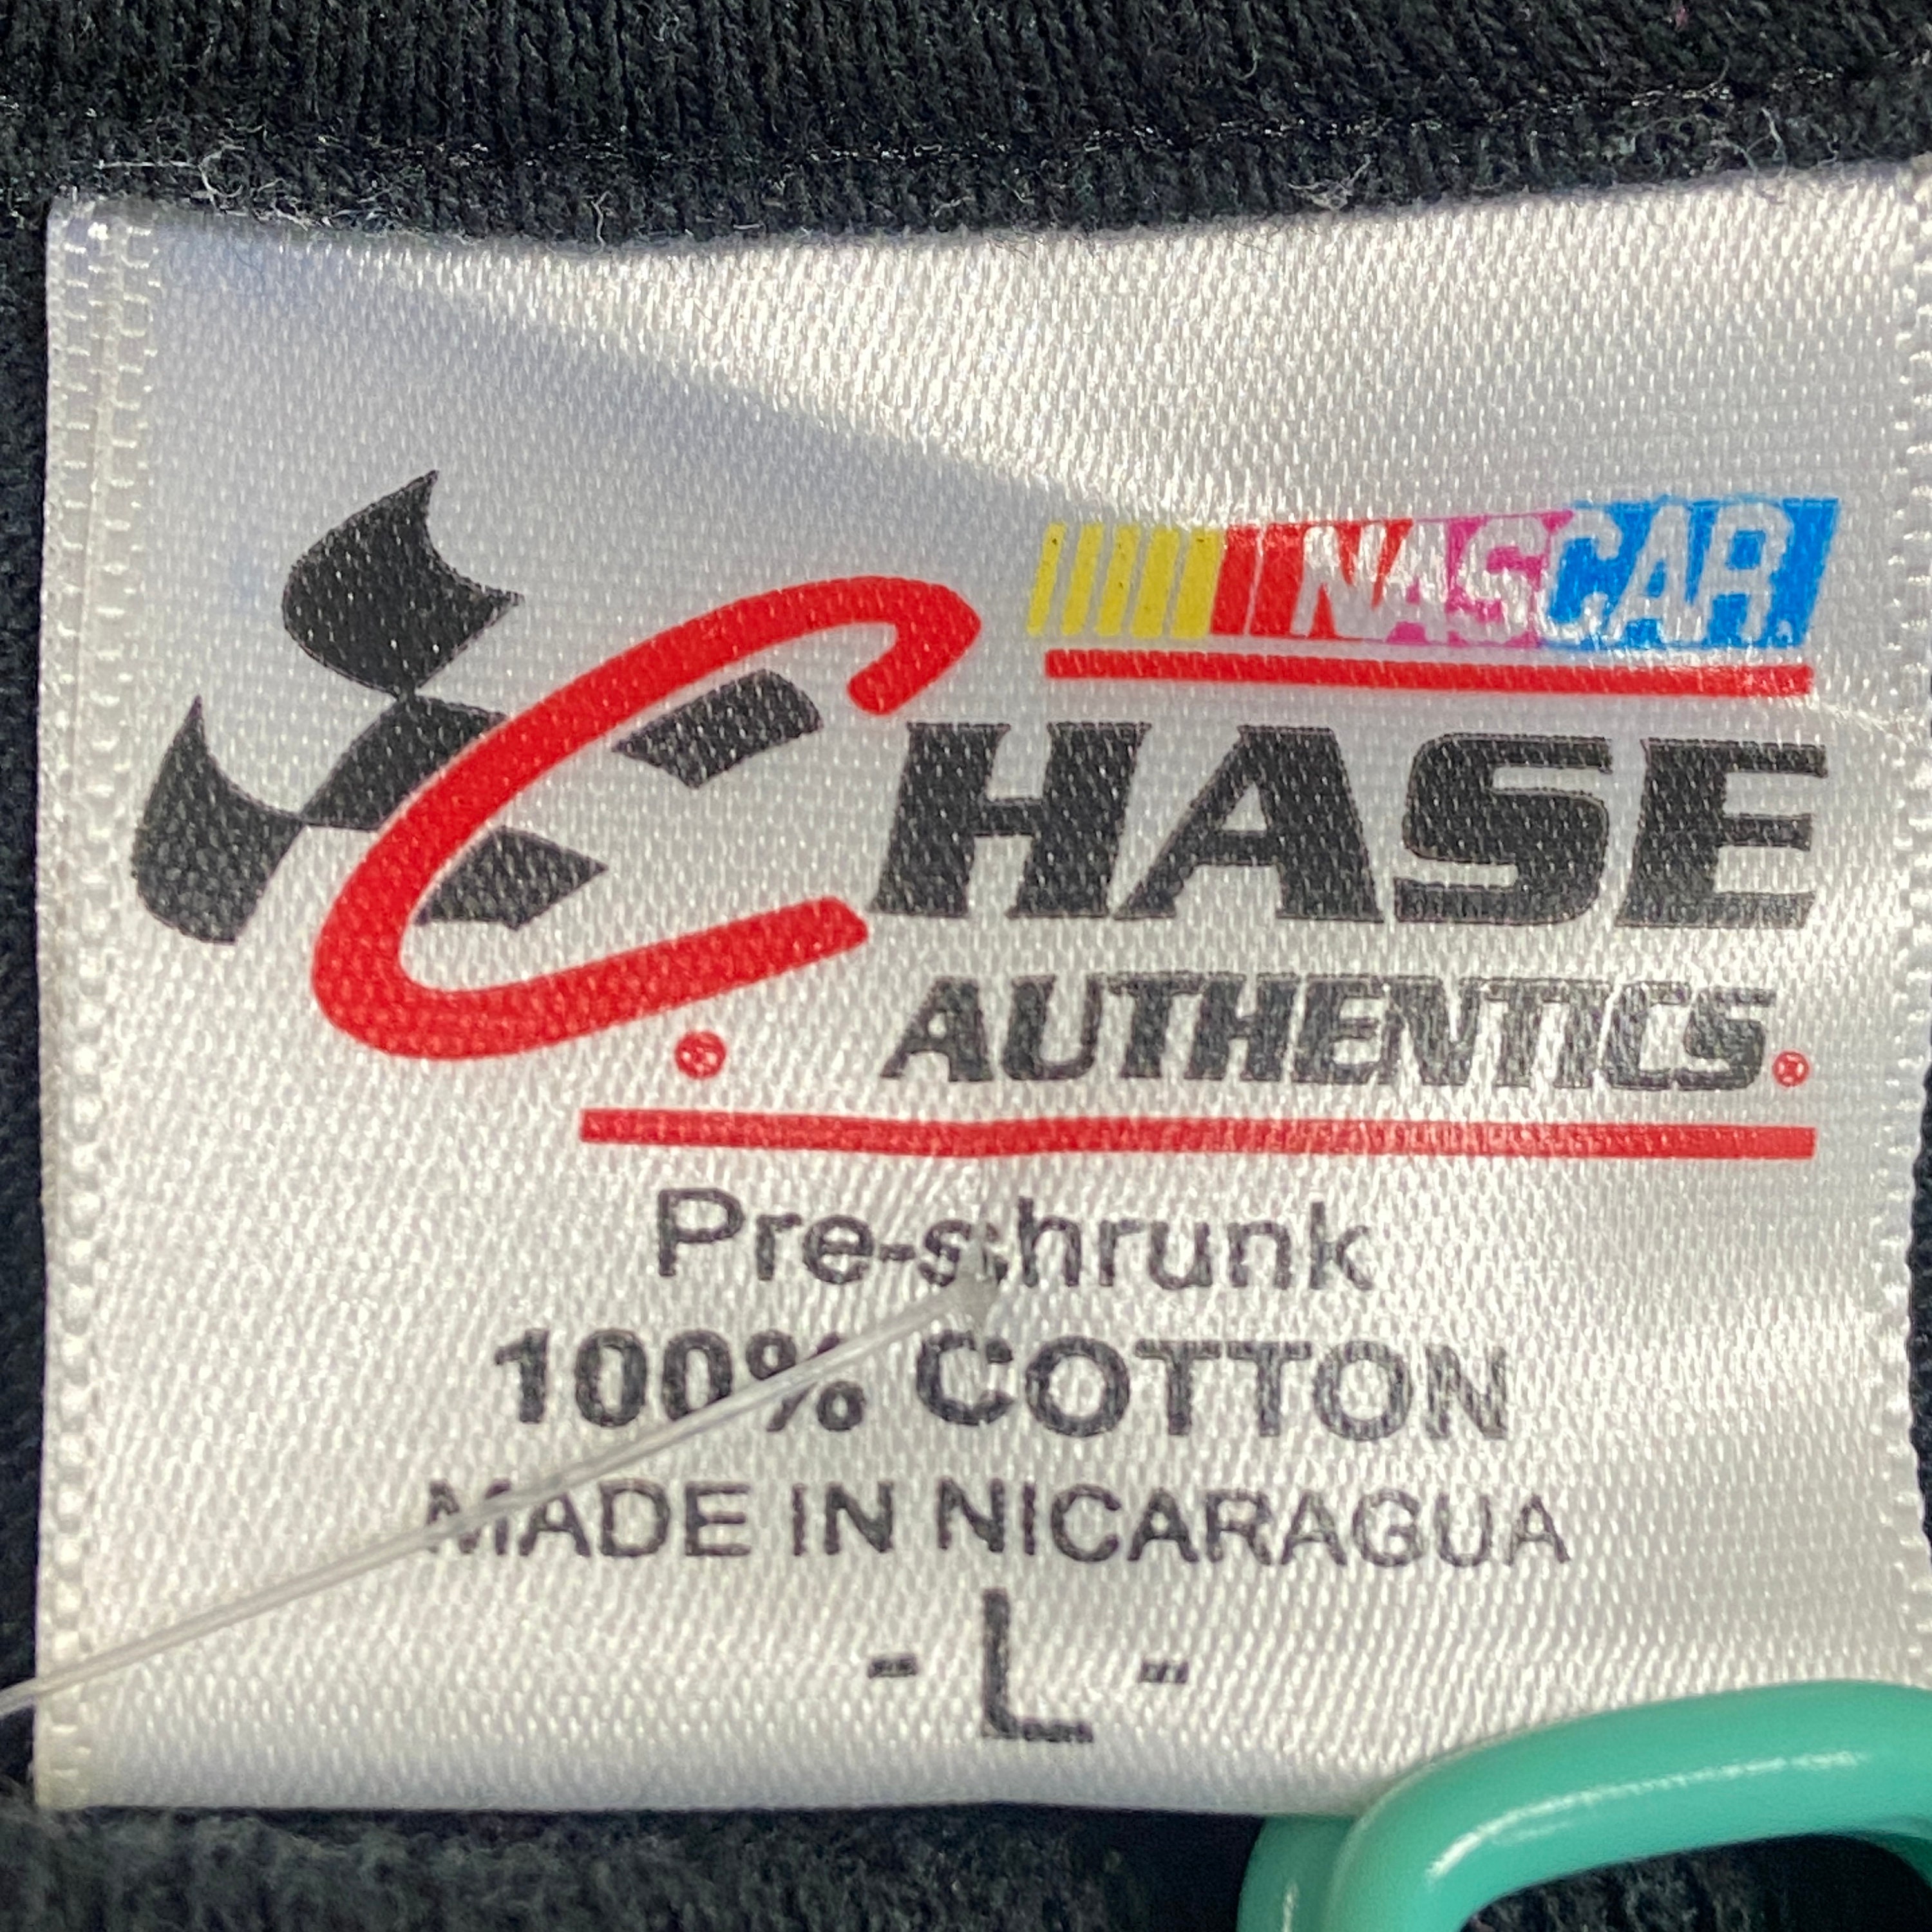 NASCAR.
CHASE
AUTHENTICS®
Pre-shrunk
100% COTTON
MADE IN NICARAGUA
- L -